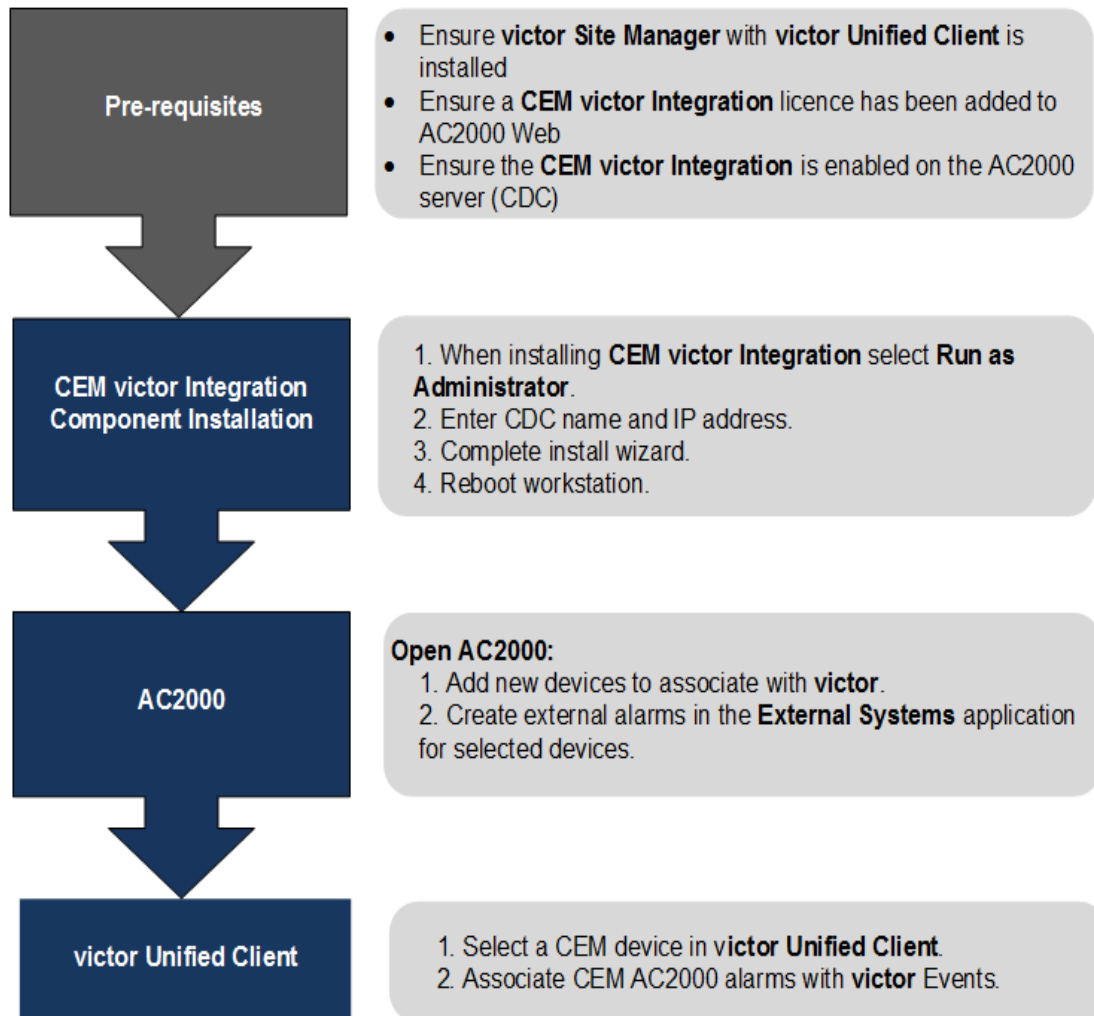 Pre-requisites
• Ensure victor Site Manager with victor Unified Client is
installed
• Ensure a CEM victor Integration licence has been added to
AC2000 Web
• Ensure the CEM victor Integration is enabled on the AC2000
server (CDC)
CEM victor Integration
Component Installation
1. When installing CEM victor Integration select Run as
Administrator.
2. Enter CDC name and IP address.
3. Complete install wizard.
4. Reboot workstation.
AC2000
Open AC2000:
1. Add new devices to associate with victor.
2. Create external alarms in the External Systems application
for selected devices.
victor Unified Client
1. Select a CEM device in victor Unified Client.
2. Associate CEM AC2000 alarms with victor Events.